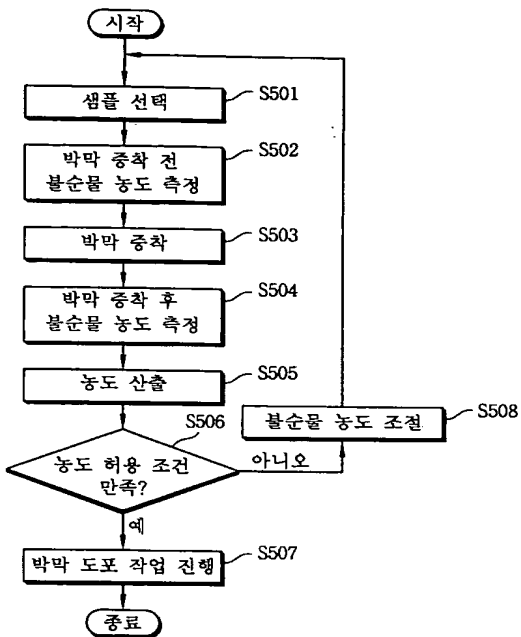 시작
샘플 선택
S501
박막 증착 전
불순물 농도 측정
S502
박막 증착
S503
박막 증착 후
불순물 농도 측정
S504
농도 산출
S505
S506
농도 허용 조건
만족?
아니오
불순물 농도 조절
S508
예
박막 도포 작업 진행
S507
종료